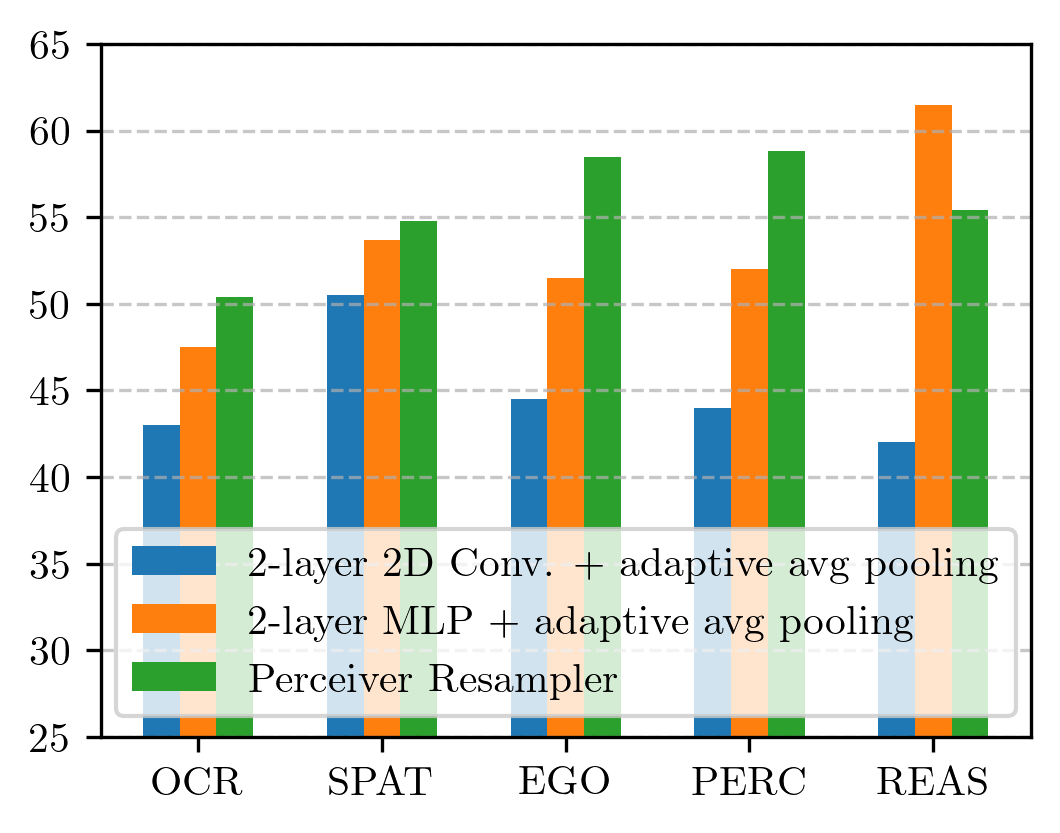 65
60
55
50
45
40
35
30
25
2-layer 2D Conv. + adaptive avg pooling
2-layer MLP + adaptive avg pooling
Perceiver Resampler
OCR SPAT EGO PERC REAS